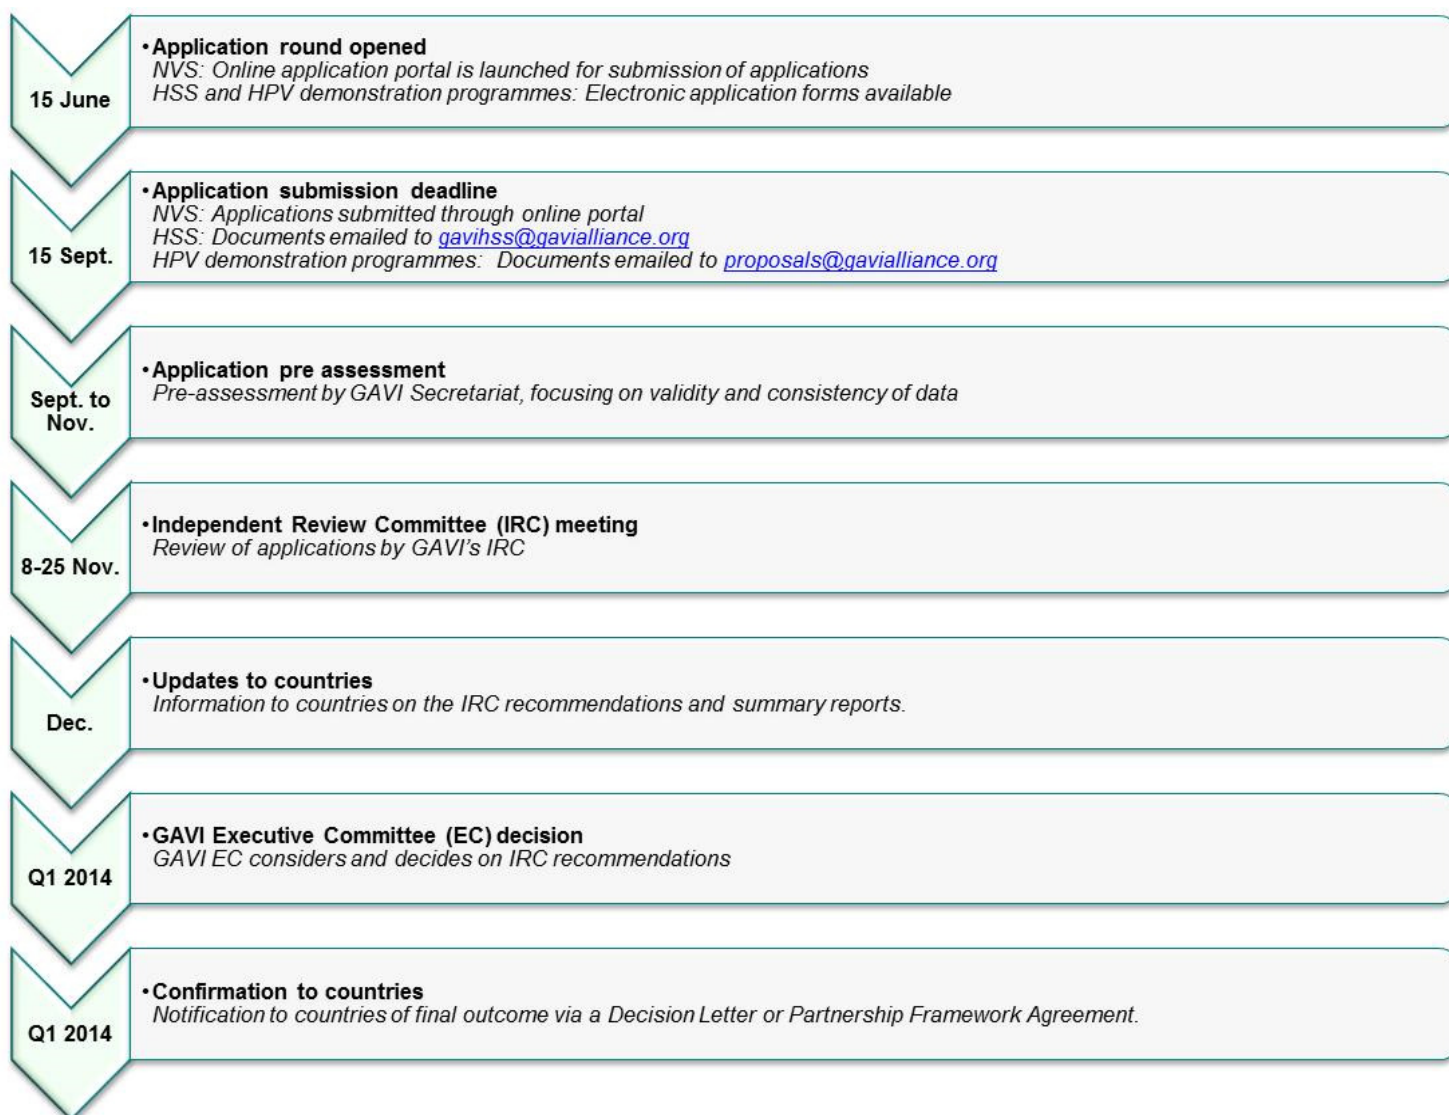 15 June
•Application round opened
NVS: Online application portal is launched for submission of applications
HSS and HPV demonstration programmes: Electronic application forms available
15 Sept.
•Application submission deadline
NVS: Applications submitted through online portal
HSS: Documents emailed to gavihss@gavialliance.org
HPV demonstration programmes: Documents emailed to proposals@gavialliance.org
Sept. to
Nov.
•Application pre assessment
Pre-assessment by GAVI Secretariat, focusing on validity and consistency of data
8-25 Nov.
•Independent Review Committee (IRC) meeting
Review of applications by GAVI’s IRC
Dec.
•Updates to countries
Information to countries on the IRC recommendations and summary reports.
Q1 2014
•GAVI Executive Committee (EC) decision
GAVI EC considers and decides on IRC recommendations
Q1 2014
•Confirmation to countries
Notification to countries of final outcome via a Decision Letter or Partnership Framework Agreement.